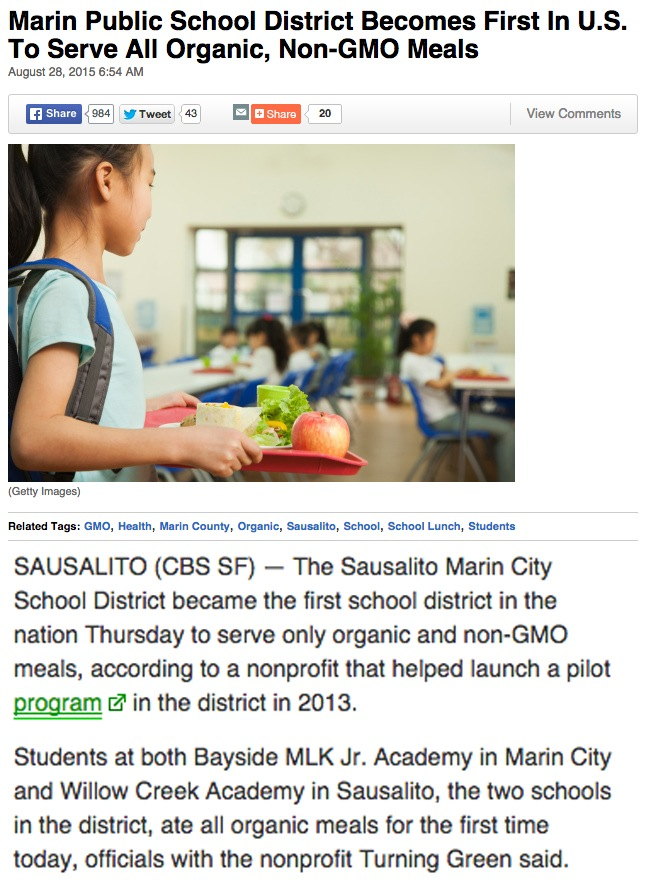 Marin Public School District Becomes First In U.S.
To Serve All Organic, Non-GMO Meals
August 28, 2015 6:54 AM
Share 984 Tweet 43 Share 20 View Comments
(Getty Images)
Related Tags: GMO, Health, Marin County, Organic, Sausalito, School, School Lunch, Students
SAUSALITO (CBS SF) — The Sausalito Marin City
School District became the first school district in the
nation Thursday to serve only organic and non-GMO
meals, according to a nonprofit that helped launch a pilot
program in the district in 2013.
Students at both Bayside MLK Jr. Academy in Marin City
and Willow Creek Academy in Sausalito, the two schools
in the district, ate all organic meals for the first time
today, officials with the nonprofit Turning Green said.